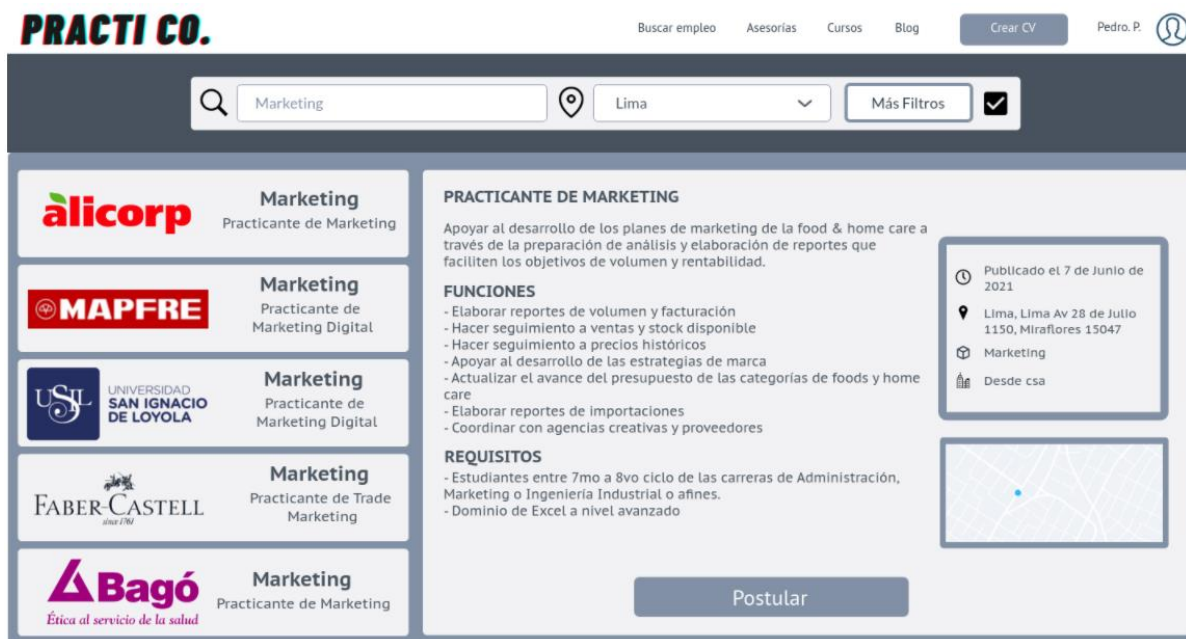 PRACTI CO.
Buscar empleo
Asesorías
Cursos
Blog
Crear CV
Pedro. P.
Marketing
Lima
Más Filtros
alicorp
Marketing
Practicante de Marketing
MAPFRE
Marketing
Practicante de
Marketing Digital
USIL
UNIVERSIDAD
SAN IGNACIO
DE LOYOLA
Marketing
Practicante de
Marketing Digital
FABER-CASTELL
since 1761
Marketing
Practicante de Trade
Marketing
Bagó
Ética al servicio de la salud
Marketing
Practicante de Marketing
PRACTICANTE DE MARKETING
Apoyar al desarrollo de los planes de marketing de la food & home care a
través de la preparación de análisis y elaboración de reportes que
faciliten los objetivos de volumen y rentabilidad.
FUNCIONES
- Elaborar reportes de volumen y facturación
- Hacer seguimiento a ventas y stock disponible
- Hacer seguimiento a precios históricos
- Apoyar al desarrollo de las estrategias de marca
- Actualizar el avance del presupuesto de las categorías de foods y home
care
- Elaborar reportes de importaciones
- Coordinar con agencias creativas y proveedores
REQUISITOS
- Estudiantes entre 7mo a 8vo ciclo de las carreras de Administración,
Marketing o Ingeniería Industrial o afines.
- Dominio de Excel a nivel avanzado
Postular
Publicado el 7 de Junio de
2021
Lima, Lima Av 28 de Julio
1150, Miraflores 15047
Marketing
Desde csa